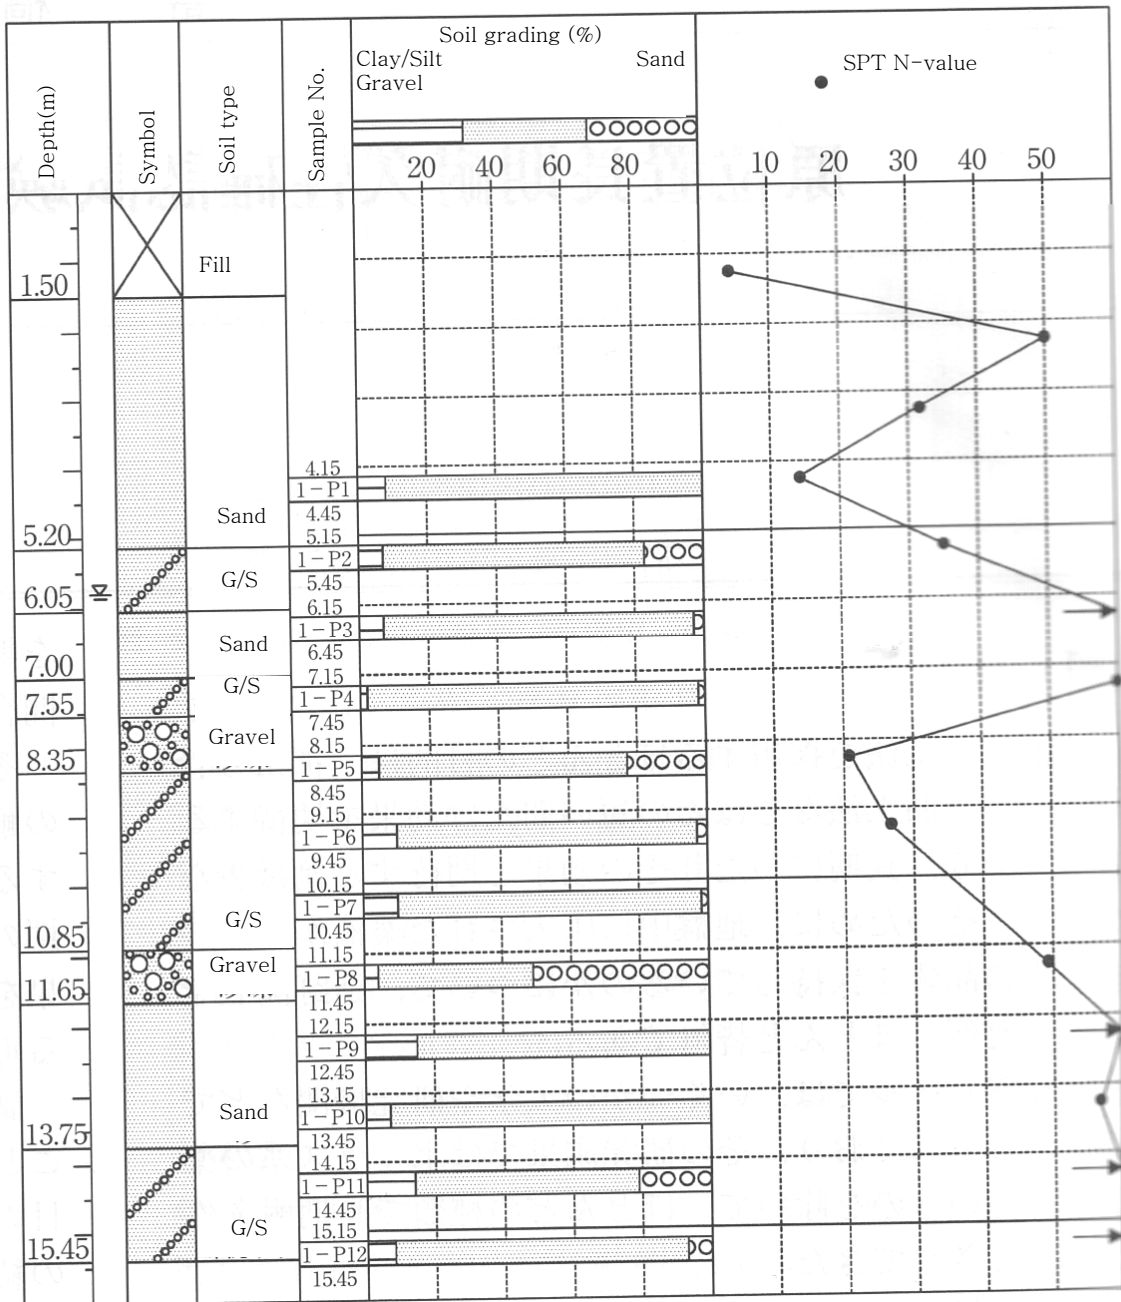 Soil grading (%)
Clay/Silt Sand
Gravel
SPT N-value
Depth(m)
Symbol
Soil type
Sample No.
20 40 60 80
10 20 30 40 50
Fill
1.50
4.15
1-P1
4.45
Sand
5.15
5.20
1-P2
G/S
5.45
6.05
6.15
1-P3
Sand
6.45
7.00
7.15
G/S
1-P4
7.55
7.45
Gravel
8.15
8.35
1-P5
8.45
9.15
1-P6
9.45
10.15
1-P7
G/S
10.45
10.85
11.15
Gravel
1-P8
11.65
11.45
12.15
1-P9
12.45
13.15
Sand
1-P10
13.75
13.45
14.15
1-P11
14.45
G/S
15.15
15.45
1-P12
15.45